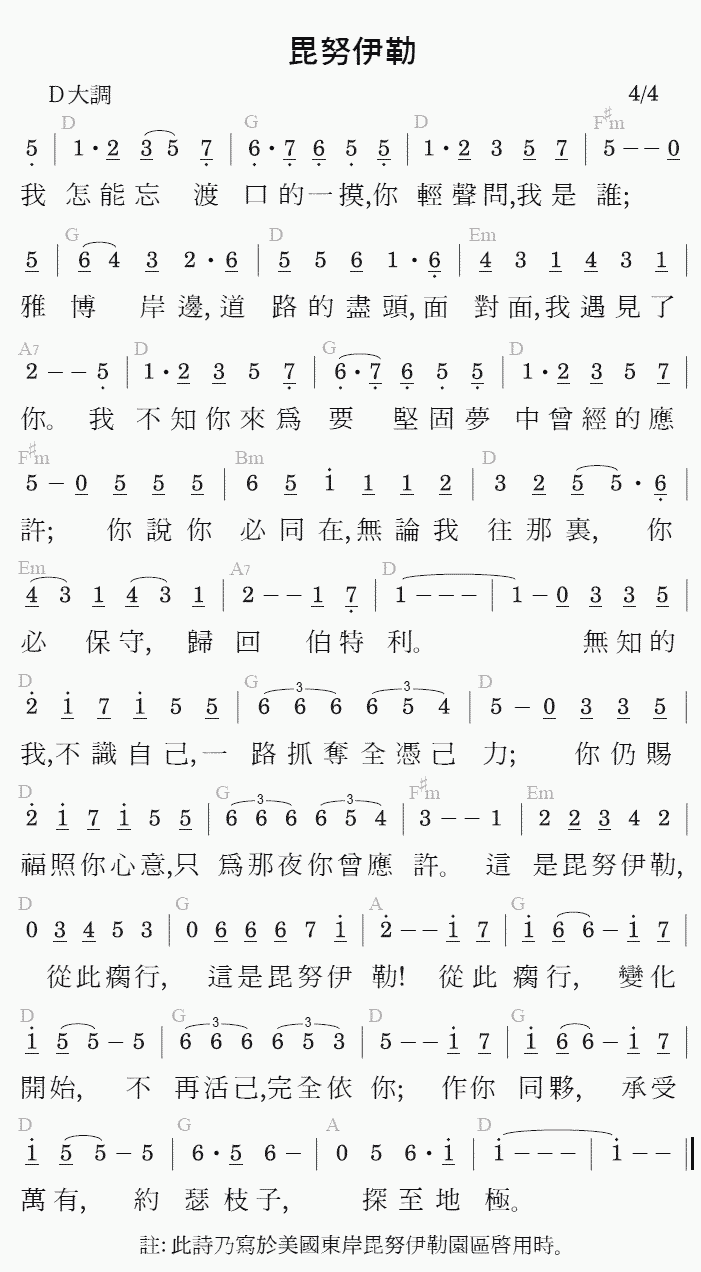 毘努伊勒
D大調 4/4
D G D F♯m
5 | 1·2 3 5 7 | 6·7 6 5 5 | 1·2 3 5 7 | 5－－0
我 怎能忘 渡 口的一摸,你 輕聲問,我是 誰;
G D Em
5 | 6 4 3 2·6 | 5 5 6 1·6 | 4 3 1 4 3 1 |
雅 博 岸邊,道 路的盡頭,面 對面,我遇見了
A7 D G D
2－－5 | 1·2 3 5 7 | 6·7 6 5 5 | 1·2 3 5 7 |
你。 我 不知你來爲 要 堅固夢 中曾經的應
F♯m Bm D
5－0 5 5 5 | 6 5 1 1 1 2 | 3 2 5 5·6 |
許; 你說你 必同在,無論我 往那裏, 你
Em A7 D
4 3 1 4 3 1 | 2－－1 7 | 1－－－ | 1－0 3 3 5 |
必 保守, 歸 回 伯特 利。 無知的
D G D
2 1 7 1 5 5 | 3 6 6 6 3 6 5 4 | 5－0 3 3 5 |
我,不識自己,一 路抓奪全憑己 力; 你仍賜
D G F♯m Em
2 1 7 1 5 5 | 3 6 6 6 3 6 5 4 | 3－－1 | 2 2 3 4 2 |
福照你心意,只 爲那夜你曾應 許。 這 是毘努伊勒,
D G A G
0 3 4 5 3 | 0 6 6 6 7 1 | 2－－1 7 | 1 6 6－1 7 |
從此瘸行, 這是毘努伊 勒! 從此 瘸行, 變化
D G D G
1 5 5－5 | 3 6 6 6 3 6 5 3 | 5－－1 7 | 1 6 6－1 7 |
開始, 不 再活己,完全依 你; 作你 同夥, 承受
D G A D
1 5 5－5 | 6·5 6－ | 0 5 6·1 | 1－－－ | 1－－ ‖
萬有, 約 瑟枝子, 探至地 極。
註: 此詩乃寫於美國東岸毘努伊勒園區啓用時。